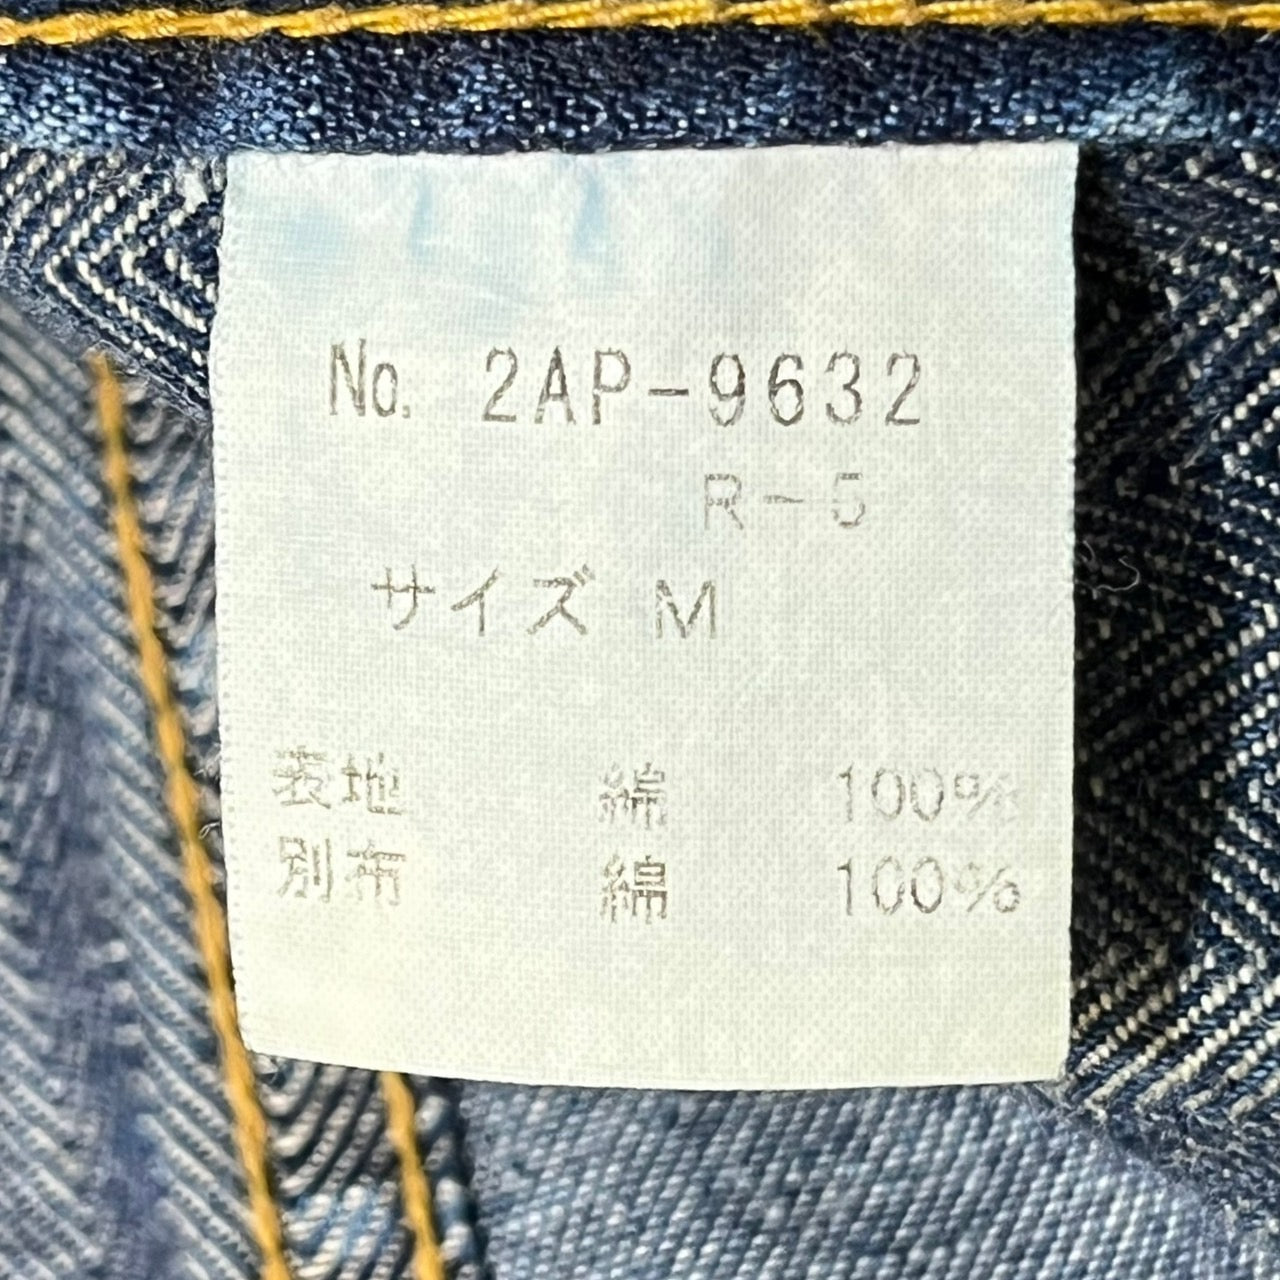 No. 2AP-9632
R-5
サイズ M
表地 綿 100%
別布 綿 100%